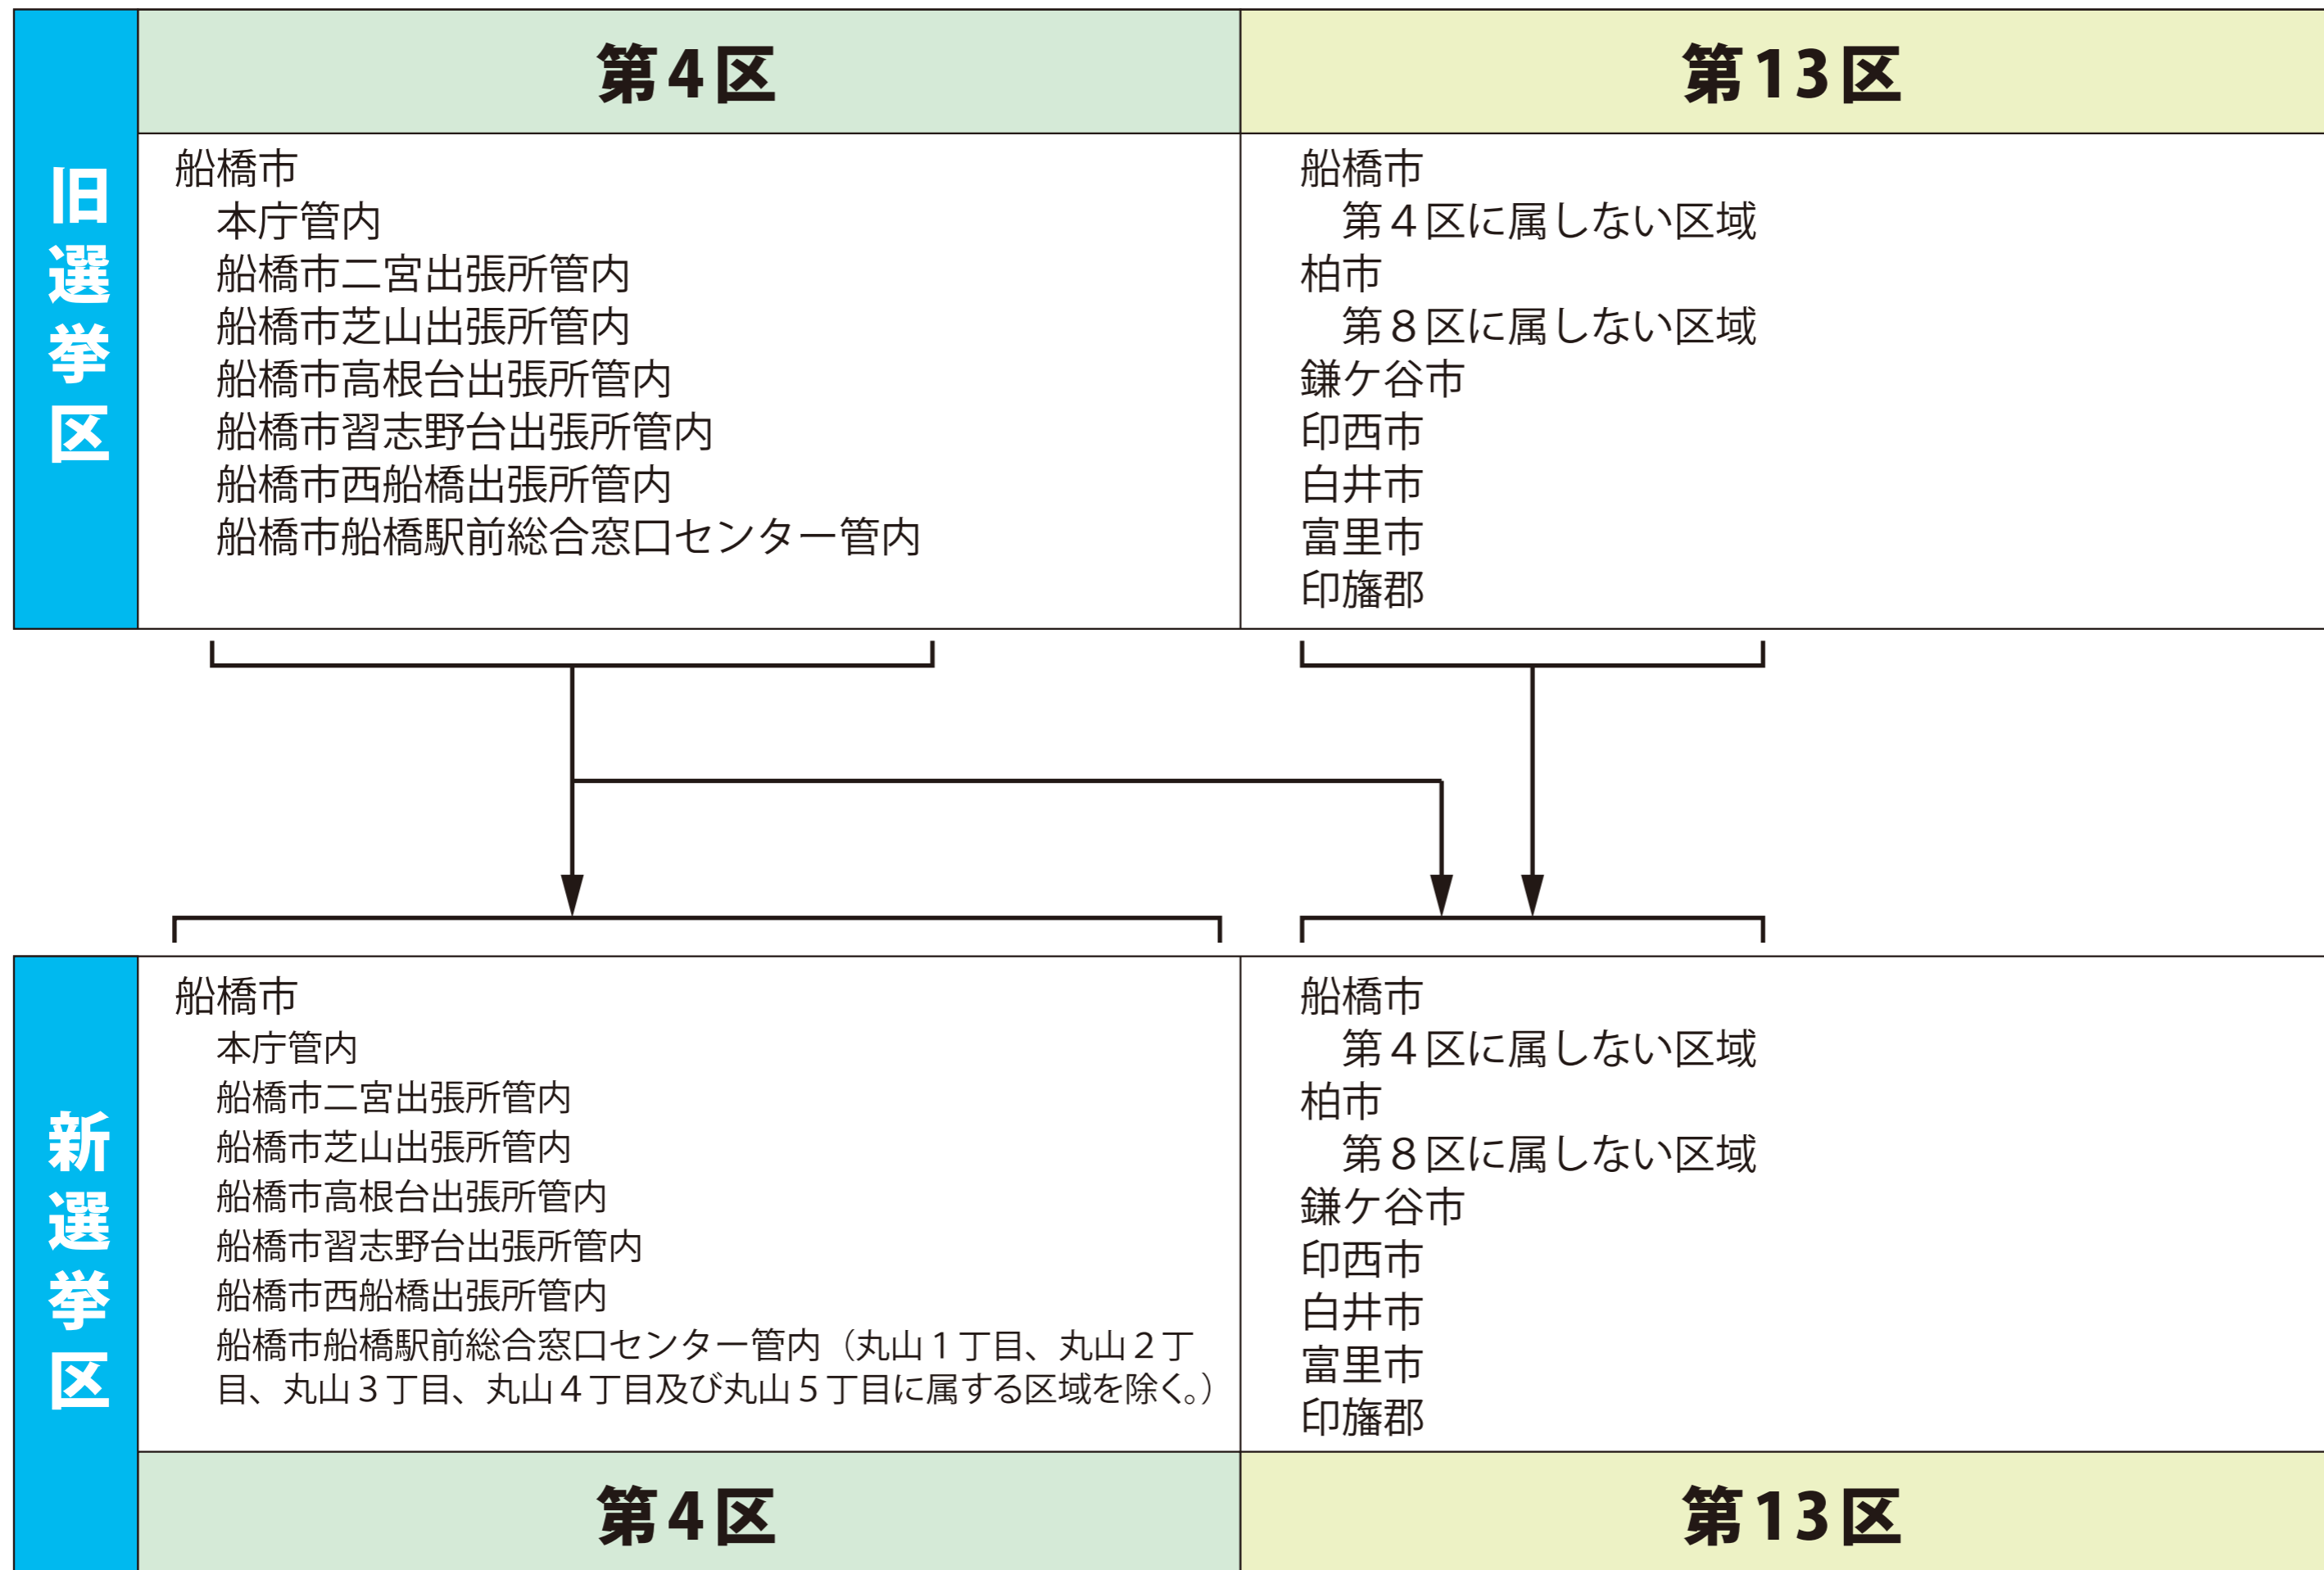 旧選挙区
第4区
船橋市
本庁管内
船橋市二宮出張所管内
船橋市芝山出張所管内
船橋市高根台出張所管内
船橋市習志野台出張所管内
船橋市西船橋出張所管内
船橋市船橋駅前総合窓口センター管内
第13区
船橋市
第４区に属しない区域
柏市
第８区に属しない区域
鎌ケ谷市
印西市
白井市
富里市
印旛郡
新選挙区
船橋市
本庁管内
船橋市二宮出張所管内
船橋市芝山出張所管内
船橋市高根台出張所管内
船橋市習志野台出張所管内
船橋市西船橋出張所管内
船橋市船橋駅前総合窓口センター管内（丸山１丁目、丸山２丁
目、丸山３丁目、丸山４丁目及び丸山５丁目に属する区域を除く。）
第4区
船橋市
第４区に属しない区域
柏市
第８区に属しない区域
鎌ケ谷市
印西市
白井市
富里市
印旛郡
第13区